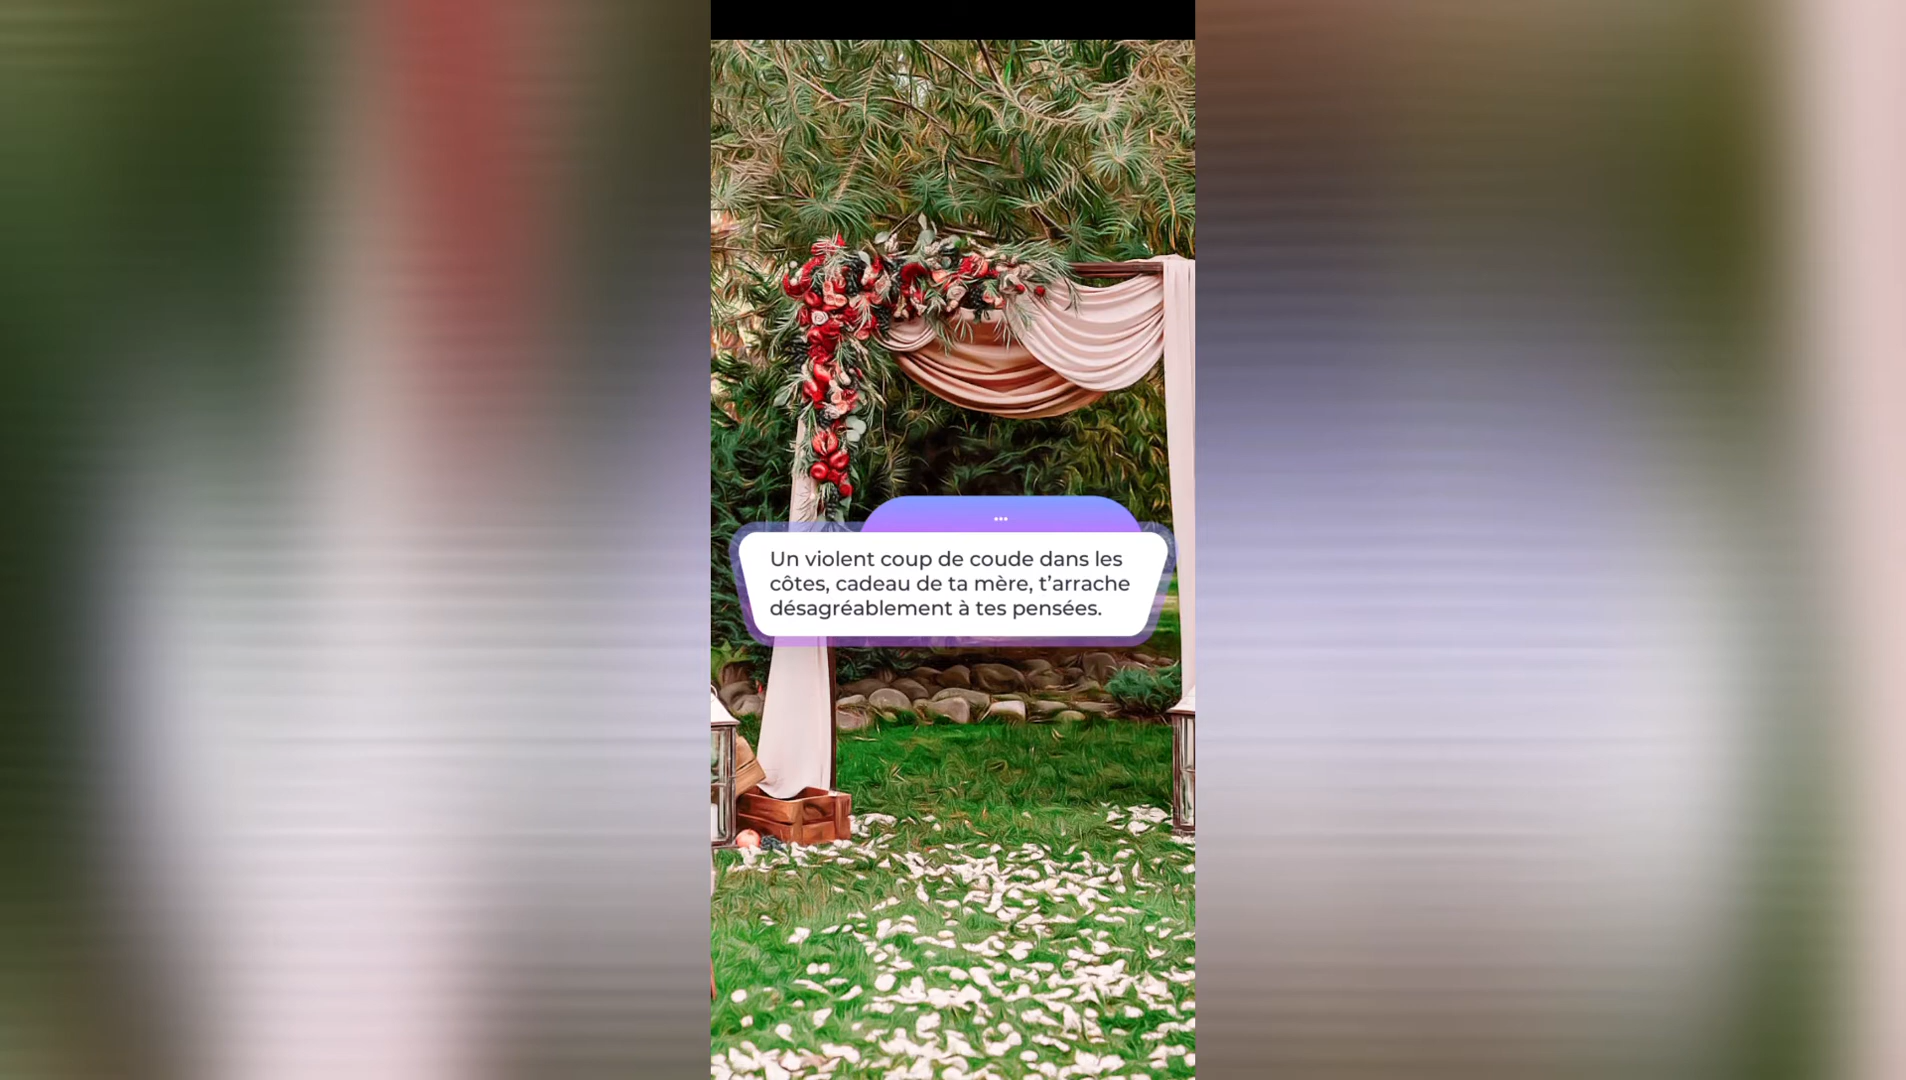 ...
Un violent coup de coude dans les
côtes, cadeau de ta mère, t’arrache
désagréablement à tes pensées.